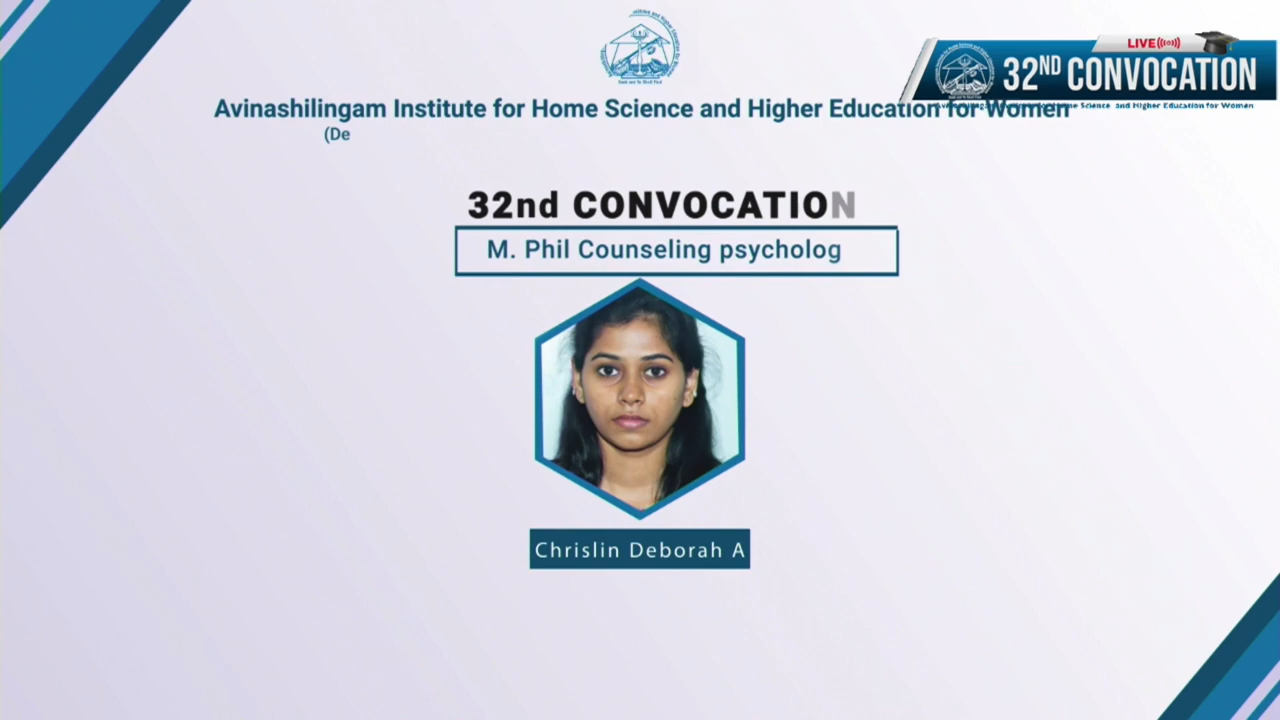 Avinashilingam Institute for Home Science and Higher Education for Women
(De
LIVE
32ND CONVOCATION
32nd CONVOCATION
M. Phil Counseling psycholog
Chrislin Deborah A